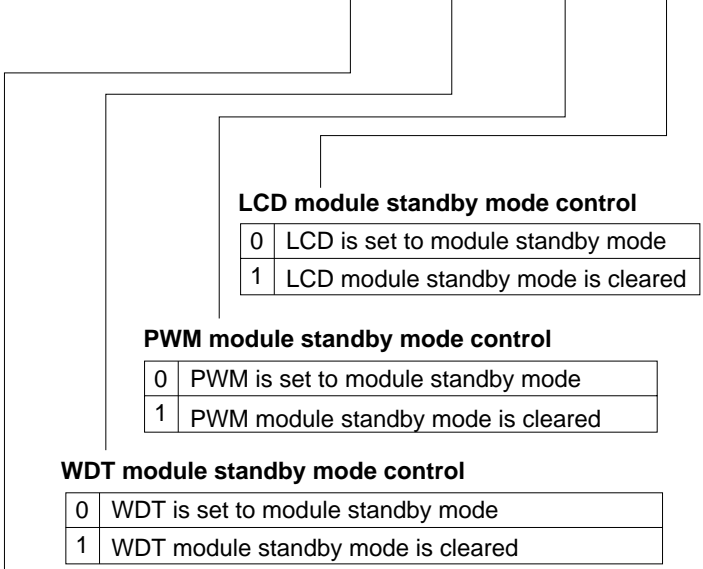 LCD module standby mode control
0 LCD is set to module standby mode
1 LCD module standby mode is cleared
PWM module standby mode control
0 PWM is set to module standby mode
1 PWM module standby mode is cleared
WDT module standby mode control
0 WDT is set to module standby mode
1 WDT module standby mode is cleared